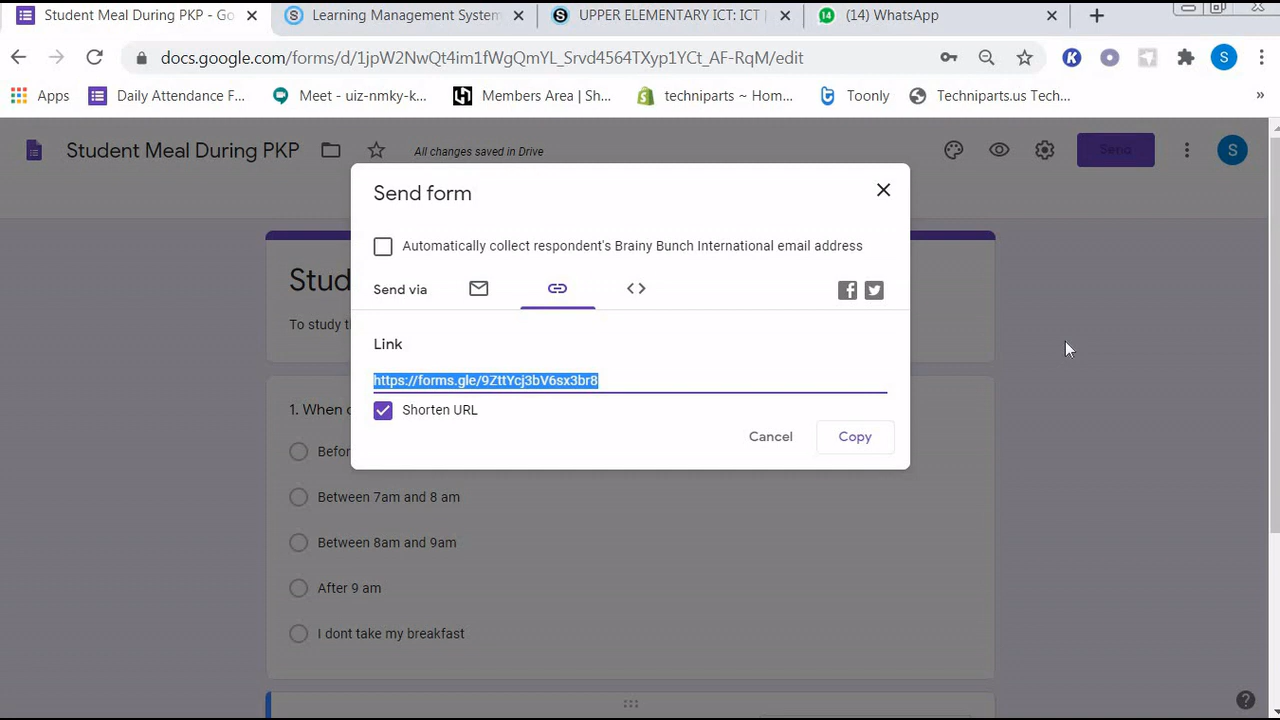 Student Meal During PKP - Go
Learning Management System
UPPER ELEMENTARY ICT: ICT |
14
(14) WhatsApp
docs.google.com/forms/d/1jpW2NwQt4im1fWgQmYL_Srvd4564TXyp1YCt_AF-RqM/edit
S
Apps
Daily Attendance F...
Meet - uiz-nmky-k...
Members Area | Sh...
techniparts ~ Hom...
Toonly
Techniparts.us Tech...
»
Student Meal During PKP
All changes saved in Drive
Send
S
Send form
Automatically collect respondent's Brainy Bunch International email address
Send via
Link
https://forms.gle/9ZttYcj3bV6sx3br8
Shorten URL
Cancel
Copy
Stud
To study t
1. When
Befor
Between 7am and 8 am
Between 8am and 9am
After 9 am
I dont take my breakfast